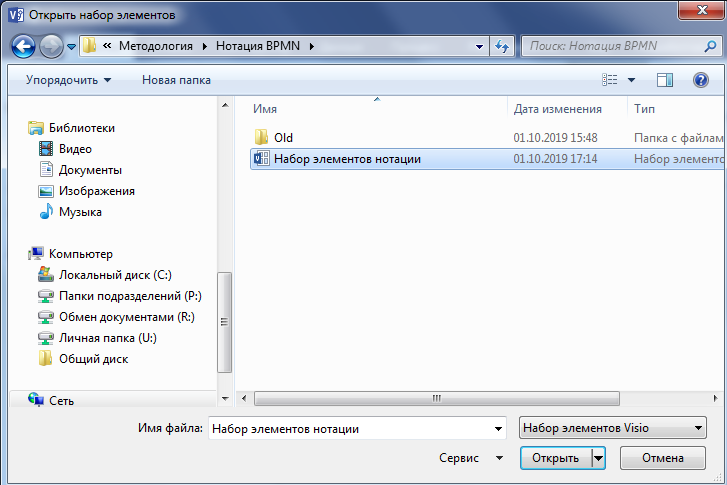 Открыть набор элементов
« Методология Нотация BPMN
Поиск: Нотация BPMN
Упорядочить Новая папка
Имя Дата изменения Тип
Библиотеки
Видео
Документы
Изображения
Музыка
Компьютер
Локальный диск (C:)
Папки подразделений (P:)
Обмен документами (R:)
Личная папка (U:)
Общий диск
Сеть
Old 01.10.2019 15:48 Папка с файлам
Набор элементов нотации 01.10.2019 17:14 Набор элементо
Имя файла: Набор элементов нотации Набор элементов Visio
Сервис Открыть Отмена